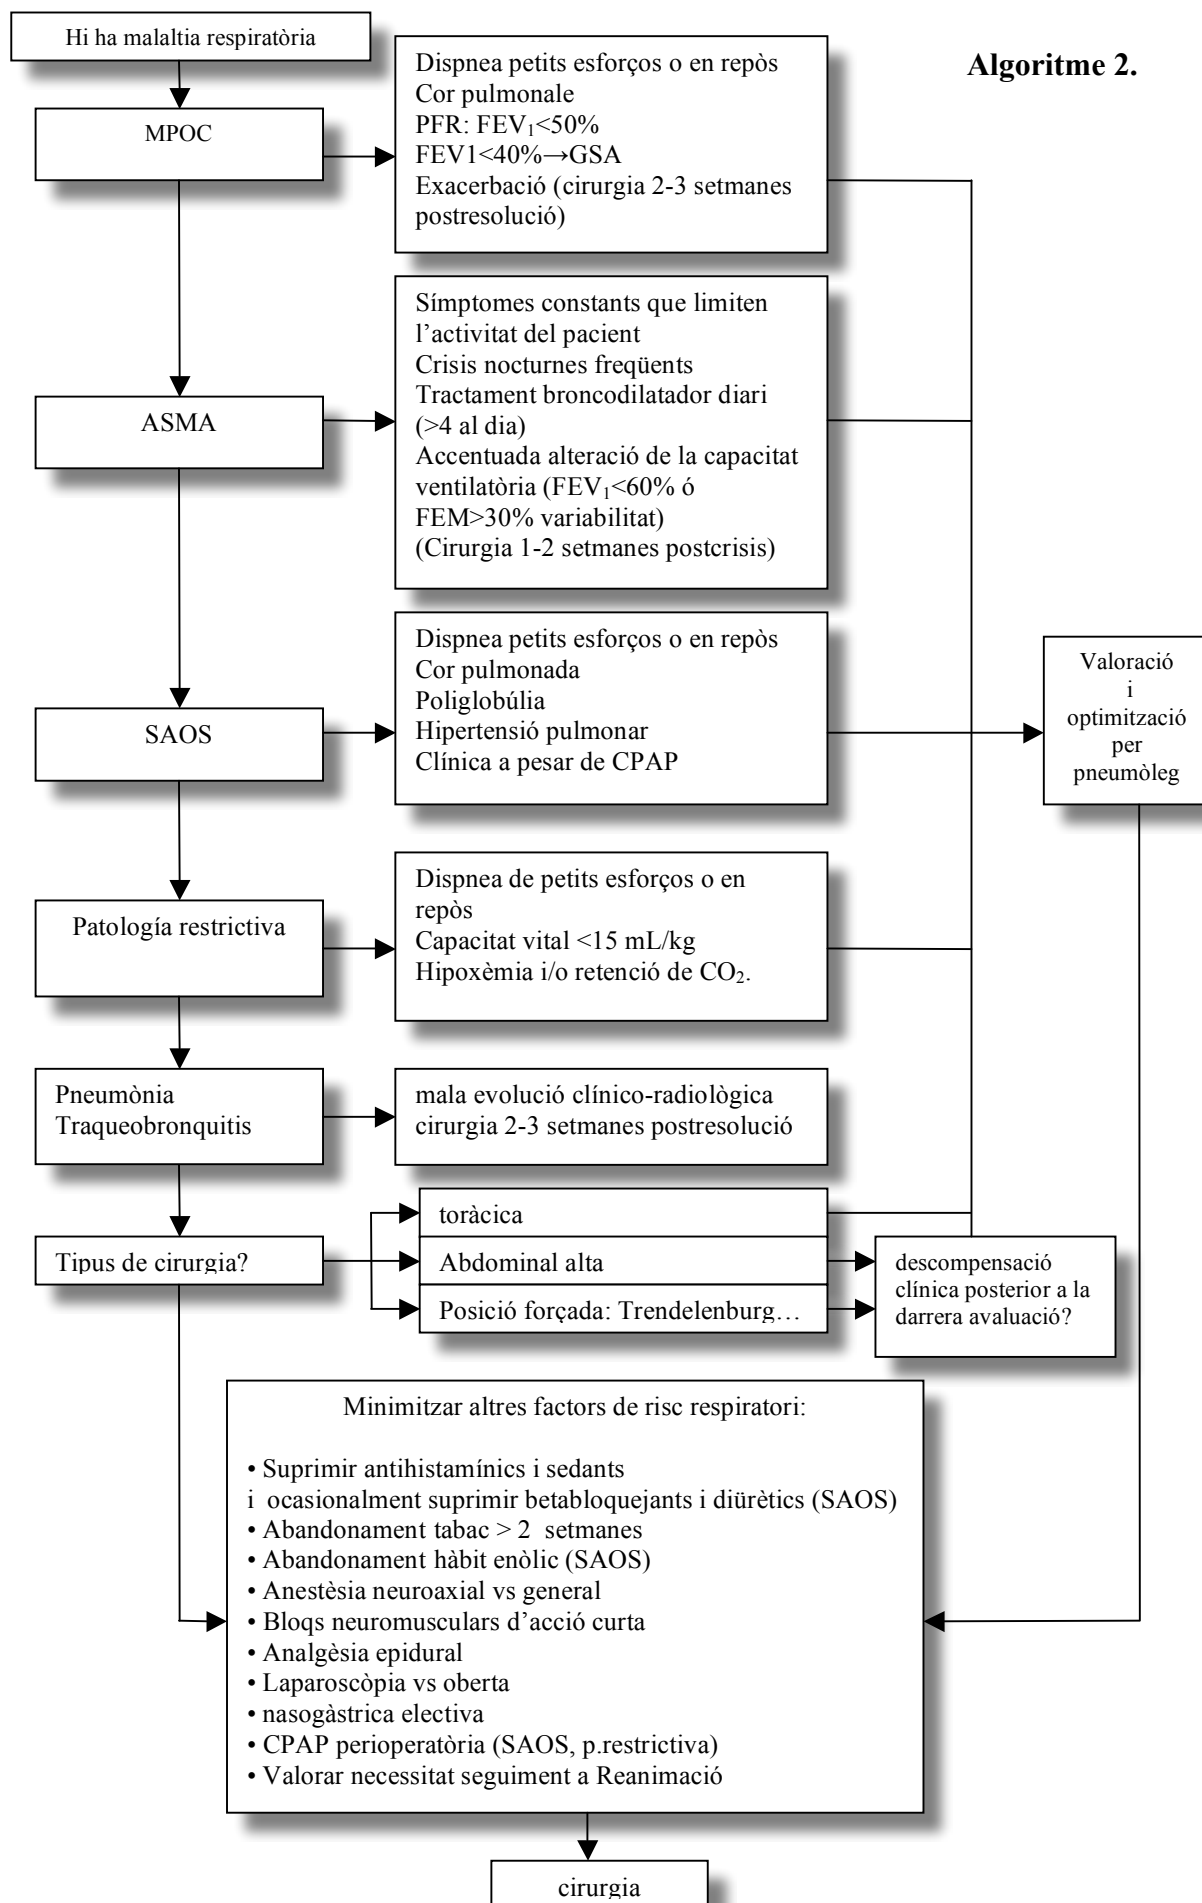 Hi ha malaltia respiratòria
Algoritme 2.
MPOC
Dispnea petits esforços o en repòs
Cor pulmonale
PFR: FEV₁<50%
FEV1<40%→GSA
Exacerbació (cirurgia 2-3 setmanes
postresolució)
ASMA
Símptomes constants que limiten
l’activitat del pacient
Crisis nocturnes freqüents
Tractament broncodilatador diari
(>4 al dia)
Accentuada alteració de la capacitat
ventilatòria (FEV₁<60% ó
FEM>30% variabilitat)
(Cirurgia 1-2 setmanes postcrisis)
SAOS
Dispnea petits esforços o en repòs
Cor pulmonada
Poliglobúlia
Hipertensió pulmonar
Clínica a pesar de CPAP
Valoració
i
optimització
per
pneumòleg
Patología restrictiva
Dispnea de petits esforços o en
repòs
Capacitat vital <15 mL/kg
Hipoxèmia i/o retenció de CO₂.
Pneumònia
Traqueobronquitis
mala evolució clínico-radiològica
cirurgia 2-3 setmanes postresolució
Tipus de cirurgia?
toràcica
Abdominal alta
Posició forçada: Trendelenburg…
descompensació
clínica posterior a la
darrera avaluació?
Minimitzar altres factors de risc respiratori:
• Suprimir antihistamínics i sedants
i ocasionalment suprimir betabloquejants i diürètics (SAOS)
• Abandonament tabac > 2 setmanes
• Abandonament hàbit enòlic (SAOS)
• Anestèsia neuroaxial vs general
• Bloqs neuromusculars d’acció curta
• Analgèsia epidural
• Laparoscòpia vs oberta
• nasogàstrica electiva
• CPAP perioperatòria (SAOS, p.restrictiva)
• Valorar necessitat seguiment a Reanimació
cirurgia